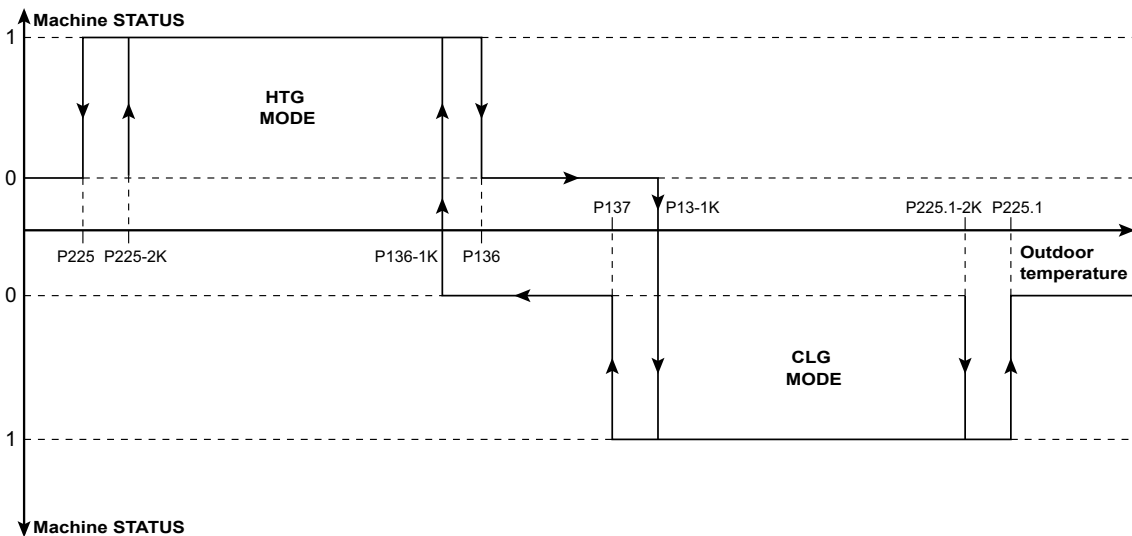 Machine STATUS
1
HTG
MODE
0
P137
P13-1K
P225.1-2K
P225.1
P225
P225-2K
P136-1K
P136
Outdoor
temperature
0
CLG
MODE
1
Machine STATUS